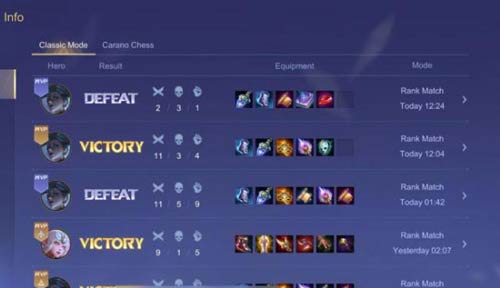 Info
Classic Mode Carano Chess
Hero Result Equipment Mode
MVP DEFEAT 2 / 3 / 1 Rank Match
Today 12:24
MVP VICTORY 11 / 3 / 4 Rank Match
Today 12:04
MVP DEFEAT 11 / 5 / 9 Rank Match
Today 01:42
MVP VICTORY 9 / 1 / 5 Rank Match
Yesterday 02:07
MVP Rank Match